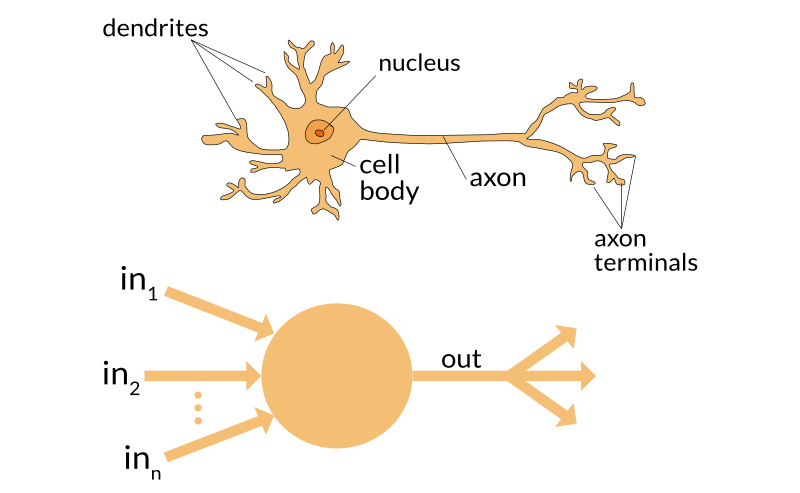 dendrites
nucleus
cell
body
axon
axon
terminals
in1
out
in2
inn